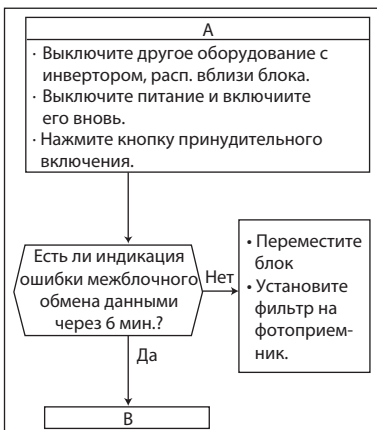 A
· Выключите другое оборудование с
инвертором, расп. вблизи блока.
· Выключите питание и включиите
его вновь.
· Нажмите кнопку принудительного
включения.
Есть ли индикация
ошибки межблочного
обмена данными
через 6 мин.?
Нет
• Переместите
блок
• Установите
фильтр на
фотоприем-
ник.
Да
B